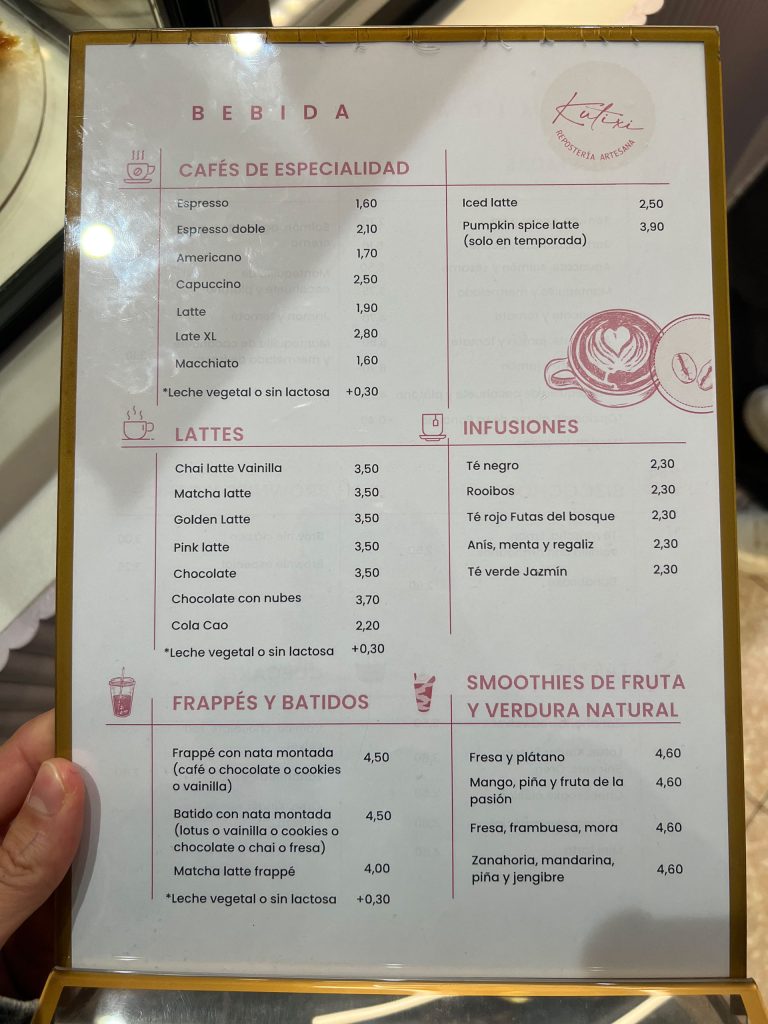 BEBIDA
Kutixi
REPOSTERÍA ARTESANA
CAFÉS DE ESPECIALIDAD
Espresso 1,60
Espresso doble 2,10
Americano 1,70
Capuccino 2,50
Latte 1,90
Late XL 2,80
Macchiato 1,60
*Leche vegetal o sin lactosa +0,30
Iced latte 2,50
Pumpkin spice latte 3,90
(solo en temporada)
LATTES
Chai latte Vainilla 3,50
Matcha latte 3,50
Golden Latte 3,50
Pink latte 3,50
Chocolate 3,50
Chocolate con nubes 3,70
Cola Cao 2,20
*Leche vegetal o sin lactosa +0,30
INFUSIONES
Té negro 2,30
Rooibos 2,30
Té rojo Futas del bosque 2,30
Anís, menta y regaliz 2,30
Té verde Jazmín 2,30
FRAPPÉS Y BATIDOS
Frappé con nata montada 4,50
(café o chocolate o cookies
o vainilla)
Batido con nata montada 4,50
(lotus o vainilla o cookies o
chocolate o chai o fresa)
Matcha latte frappé 4,00
*Leche vegetal o sin lactosa +0,30
SMOOTHIES DE FRUTA
Y VERDURA NATURAL
Fresa y plátano 4,60
Mango, piña y fruta de la 4,60
pasión
Fresa, frambuesa, mora 4,60
Zanahoria, mandarina,
piña y jengibre 4,60